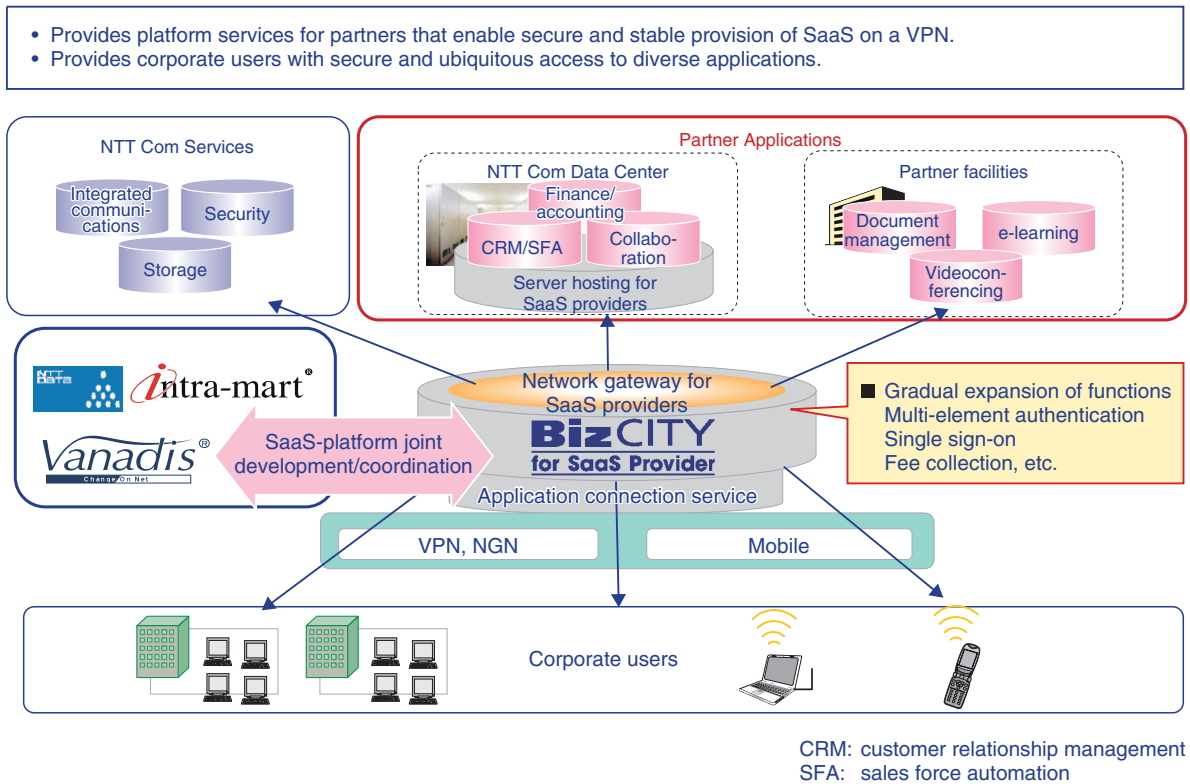 • Provides platform services for partners that enable secure and stable provision of SaaS on a VPN.
• Provides corporate users with secure and ubiquitous access to diverse applications.
NTT Com Services
Integrated
communi-
cations
Security
Storage
Partner Applications
NTT Com Data Center
Finance/
accounting
CRM/SFA
Collabo-
ration
Server hosting for
SaaS providers
Partner facilities
Document
management
e-learning
Videocon-
ferencing
NTT
Data
intra-mart®
Vanadis®
Change On Net
SaaS-platform joint
development/coordination
Network gateway for
SaaS providers
BizCITY
for SaaS Provider
Application connection service
■ Gradual expansion of functions
Multi-element authentication
Single sign-on
Fee collection, etc.
VPN, NGN
Mobile
Corporate users
CRM: customer relationship management
SFA: sales force automation